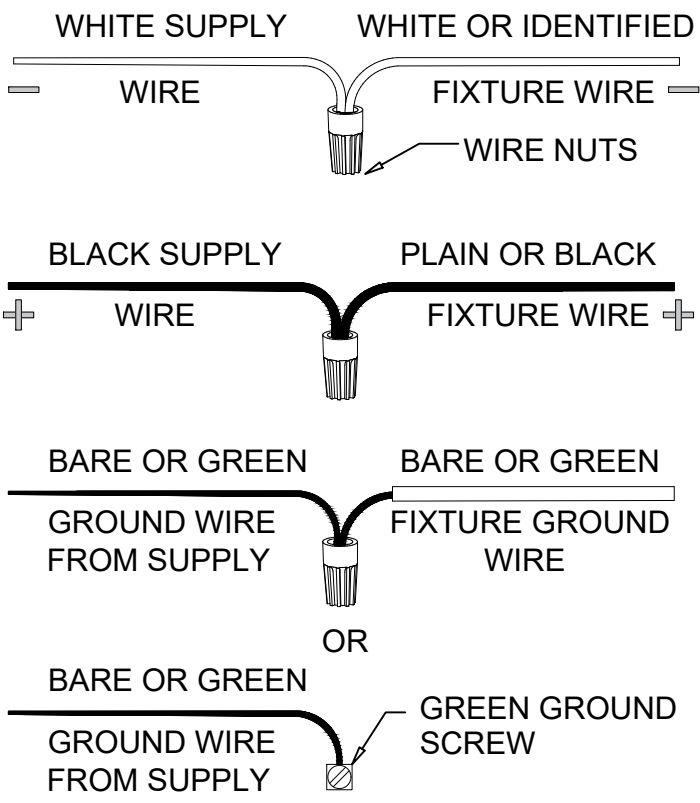 WHITE SUPPLY WHITE OR IDENTIFIED
WIRE FIXTURE WIRE
WIRE NUTS
BLACK SUPPLY PLAIN OR BLACK
WIRE FIXTURE WIRE
BARE OR GREEN BARE OR GREEN
GROUND WIRE FIXTURE GROUND
FROM SUPPLY WIRE
OR
BARE OR GREEN
GREEN GROUND
GROUND WIRE SCREW
FROM SUPPLY